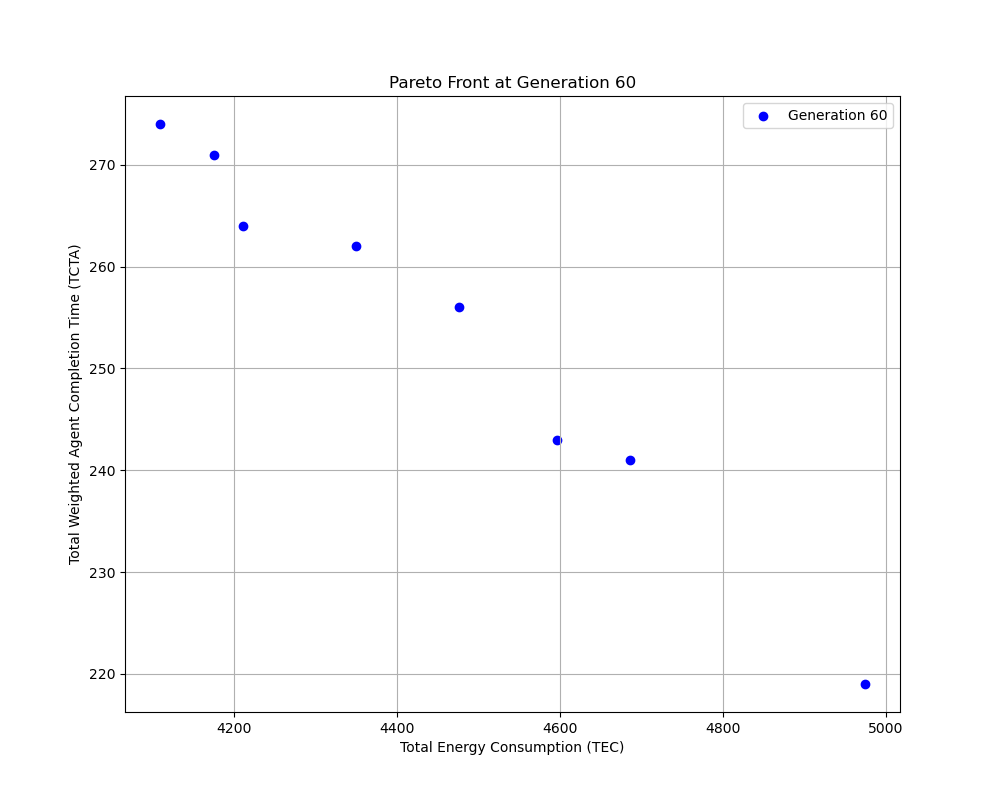 Pareto Front at Generation 60
Generation 60
270
260
250
240
230
220
Total Weighted Agent Completion Time (TCTA)
4200
4400
4600
4800
5000
Total Energy Consumption (TEC)